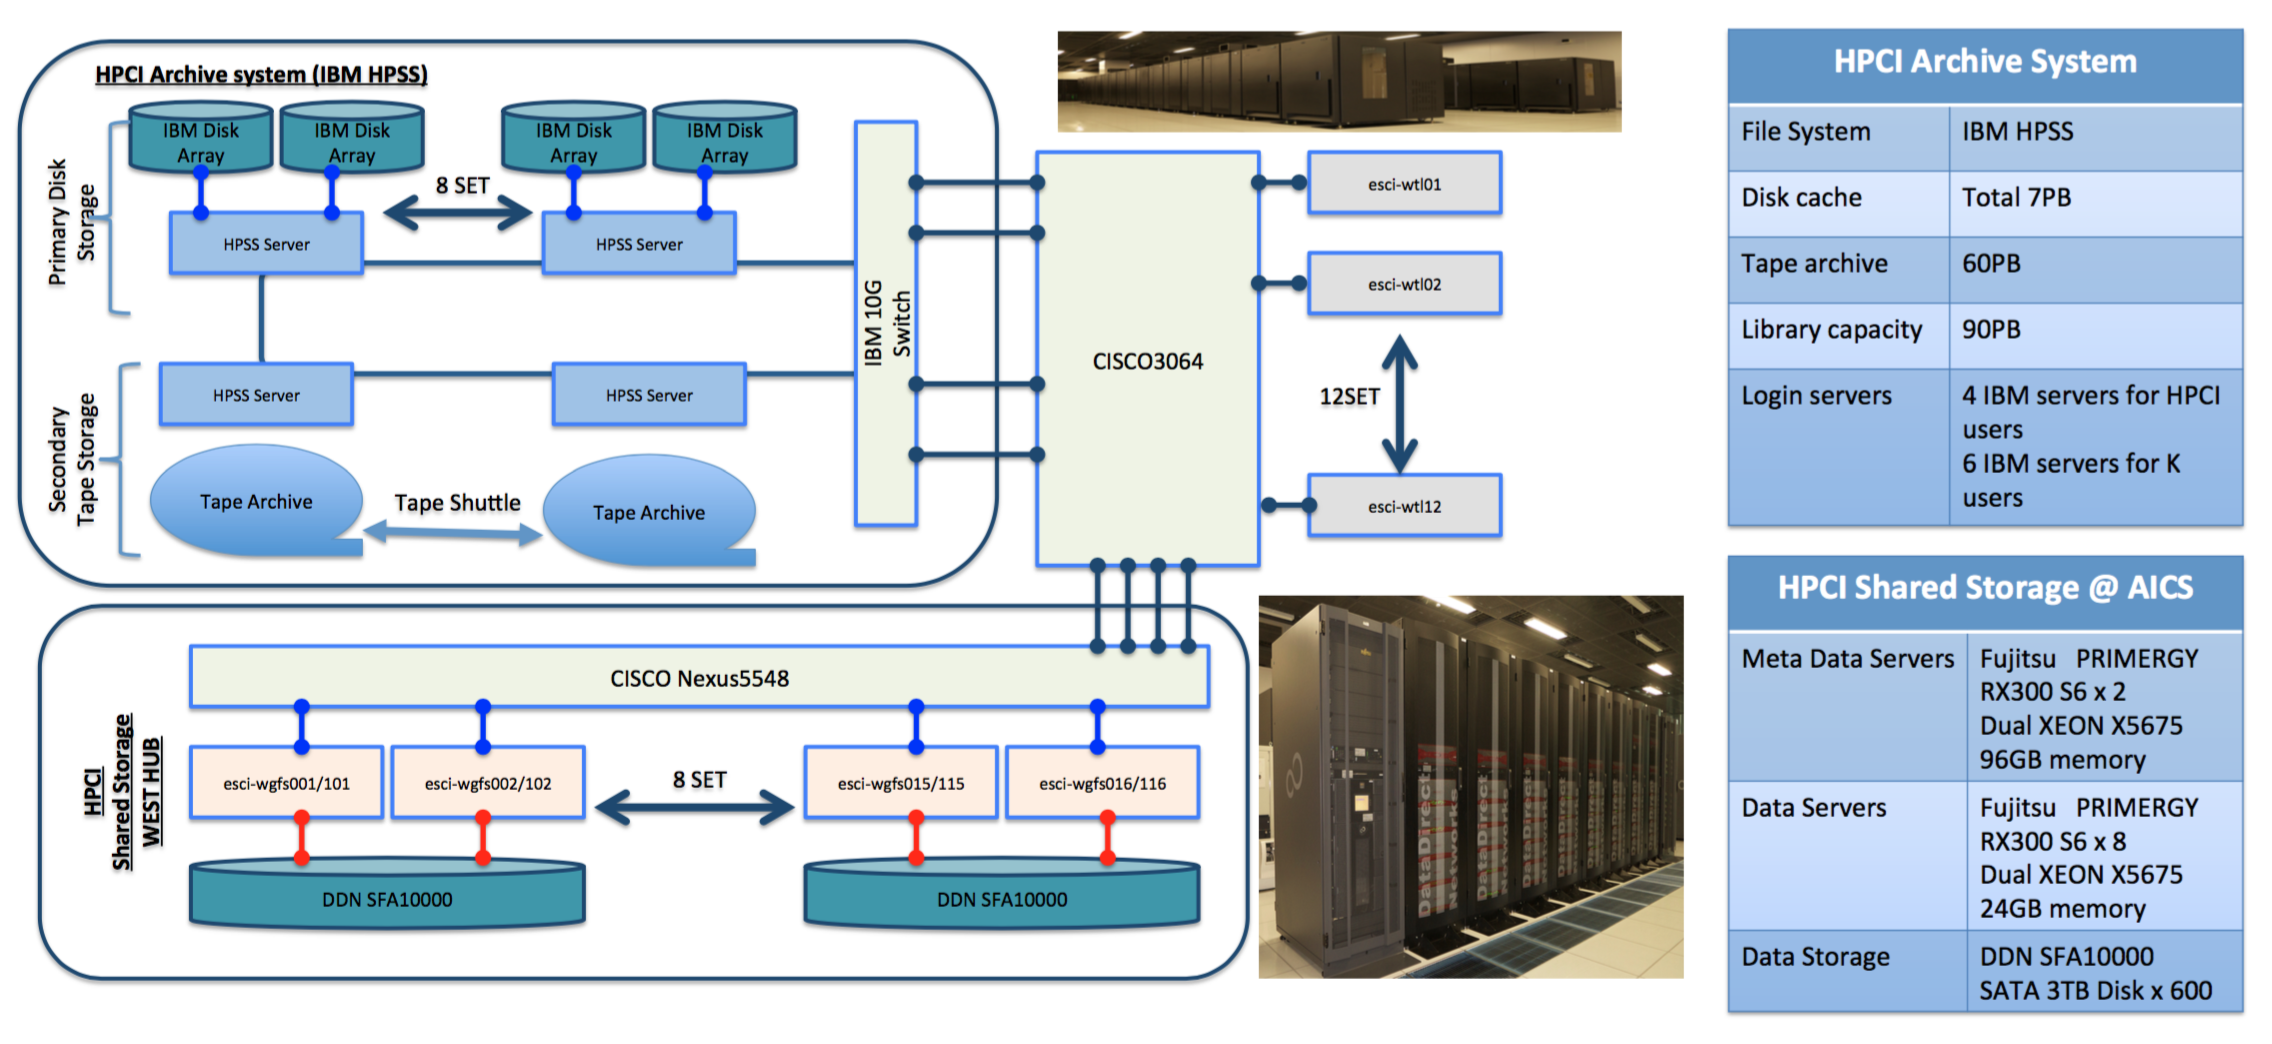 HPCI Archive system (IBM HPSS)
Primary Disk
Storage
IBM Disk
Array
IBM Disk
Array
8 SET
IBM Disk
Array
IBM Disk
Array
HPSS Server
HPSS Server
IBM 10G
Switch
Secondary
Tape Storage
HPSS Server
HPSS Server
Tape Archive
Tape Shuttle
Tape Archive
CISCO3064
esci-wtl01
esci-wtl02
12SET
esci-wtl12
HPCI
Shared Storage
WEST HUB
CISCO Nexus5548
esci-wgfs001/101
esci-wgfs002/102
8 SET
esci-wgfs015/115
esci-wgfs016/116
DDN SFA10000
DDN SFA10000
IBM
DataDirect
Networks
DataDirect
Networks
DataDirect
Networks
HPCI Archive System
File System
IBM HPSS
Disk cache
Total 7PB
Tape archive
60PB
Library capacity
90PB
Login servers
4 IBM servers for HPCI
users
6 IBM servers for K
users
HPCI Shared Storage @ AICS
Meta Data Servers
Fujitsu PRIMERGY
RX300 S6 x 2
Dual XEON X5675
96GB memory
Data Servers
Fujitsu PRIMERGY
RX300 S6 x 8
Dual XEON X5675
24GB memory
Data Storage
DDN SFA10000
SATA 3TB Disk x 600